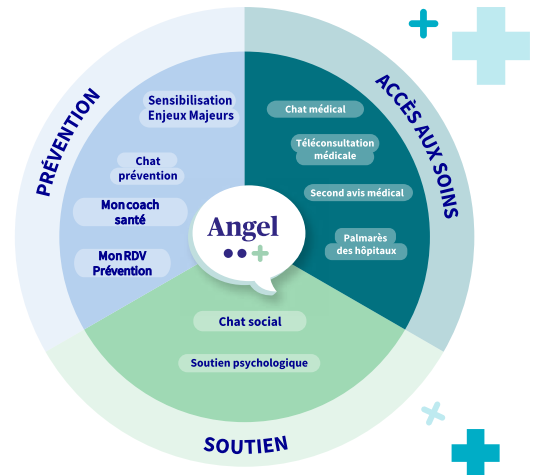 PRÉVENTION
Sensibilisation
Enjeux Majeurs
Chat
prévention
Mon coach
santé
Mon RDV
Prévention
ACCÈS AUX SOINS
Chat médical
Téléconsultation
médicale
Second avis médical
Palmarès
des hôpitaux
Angel
Chat social
Soutien psychologique
SOUTIEN